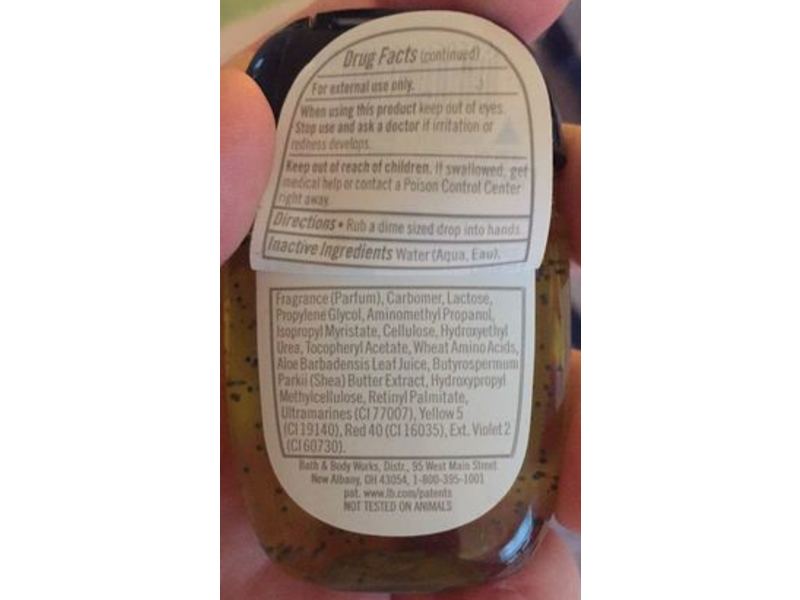 Drug Facts (continued)
For external use only.
When using this product keep out of eyes.
Stop use and ask a doctor if irritation or
redness develops.
Keep out of reach of children. If swallowed, get
medical help or contact a Poison Control Center
right away.
Directions • Rub a dime sized drop into hands.
Inactive Ingredients Water (Aqua, Eau),
Fragrance (Parfum), Carbomer, Lactose,
Propylene Glycol, Aminomethyl Propanol,
Isopropyl Myristate, Cellulose, Hydroxyethyl
Urea, Tocopheryl Acetate, Wheat Amino Acids,
Aloe Barbadensis Leaf Juice, Butyrospermum
Parkii (Shea) Butter Extract, Hydroxypropyl
Methylcellulose, Retinyl Palmitate,
Ultramarines (CI 77007), Yellow 5
(CI 19140), Red 40 (CI 16035), Ext. Violet 2
(CI 60730).
Bath & Body Works, Distr., 95 West Main Street
New Albany, OH 43054, 1-800-395-1001
pat. www.lb.com/patents
NOT TESTED ON ANIMALS